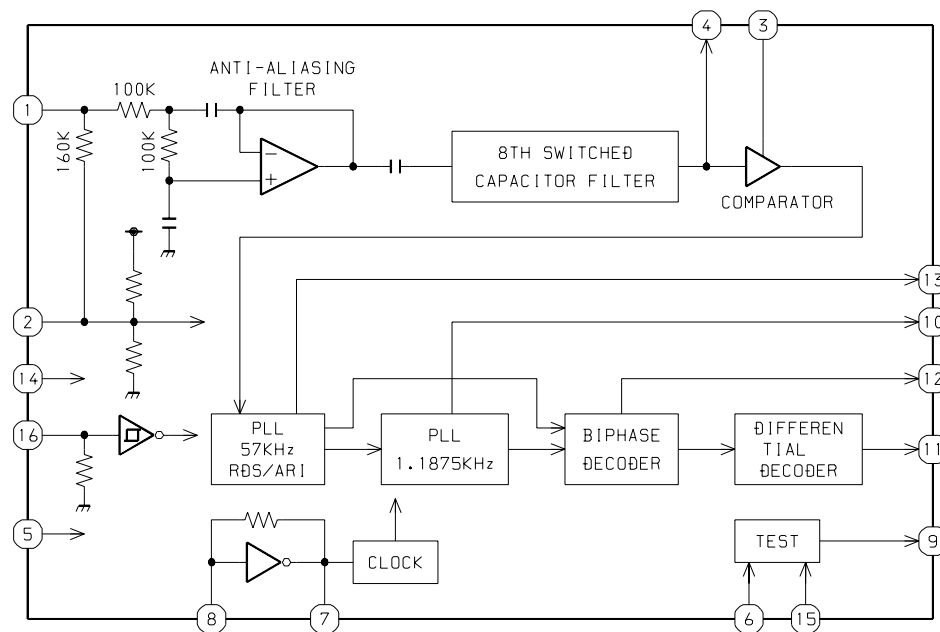 4
3
ANTI-ALIASING
FILTER
100K
1
160K
100K
-
+
8TH SWITCHED
CAPACITOR FILTER
COMPARATOR
13
2
10
14
12
16
PLL
57KHz
RDS/ARI
PLL
1.1875KHz
BIPHASE
DECODER
DIFFEREN
TIAL
DECODER
11
5
CLOCK
TEST
9
8
7
6
15